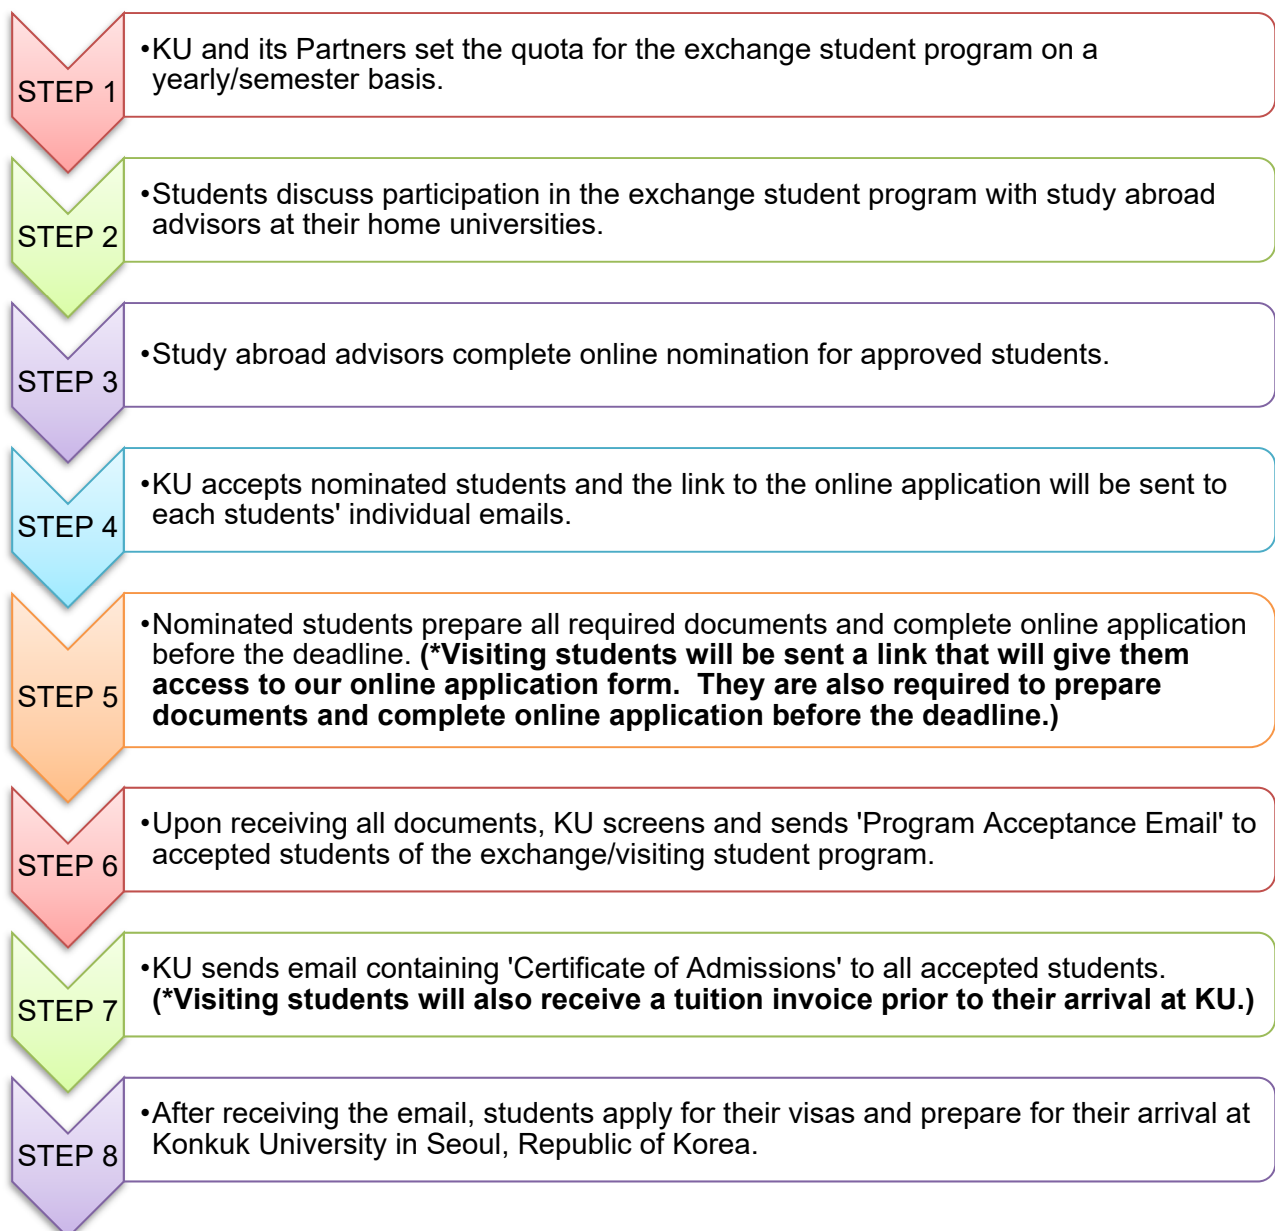 STEP 1
•KU and its Partners set the quota for the exchange student program on a
yearly/semester basis.
STEP 2
•Students discuss participation in the exchange student program with study abroad
advisors at their home universities.
STEP 3
•Study abroad advisors complete online nomination for approved students.
STEP 4
•KU accepts nominated students and the link to the online application will be sent to
each students' individual emails.
STEP 5
•Nominated students prepare all required documents and complete online application
before the deadline. (*Visiting students will be sent a link that will give them
access to our online application form.  They are also required to prepare
documents and complete online application before the deadline.)
STEP 6
•Upon receiving all documents, KU screens and sends 'Program Acceptance Email' to
accepted students of the exchange/visiting student program.
STEP 7
•KU sends email containing 'Certificate of Admissions' to all accepted students.
(*Visiting students will also receive a tuition invoice prior to their arrival at KU.)
STEP 8
•After receiving the email, students apply for their visas and prepare for their arrival at
Konkuk University in Seoul, Republic of Korea.